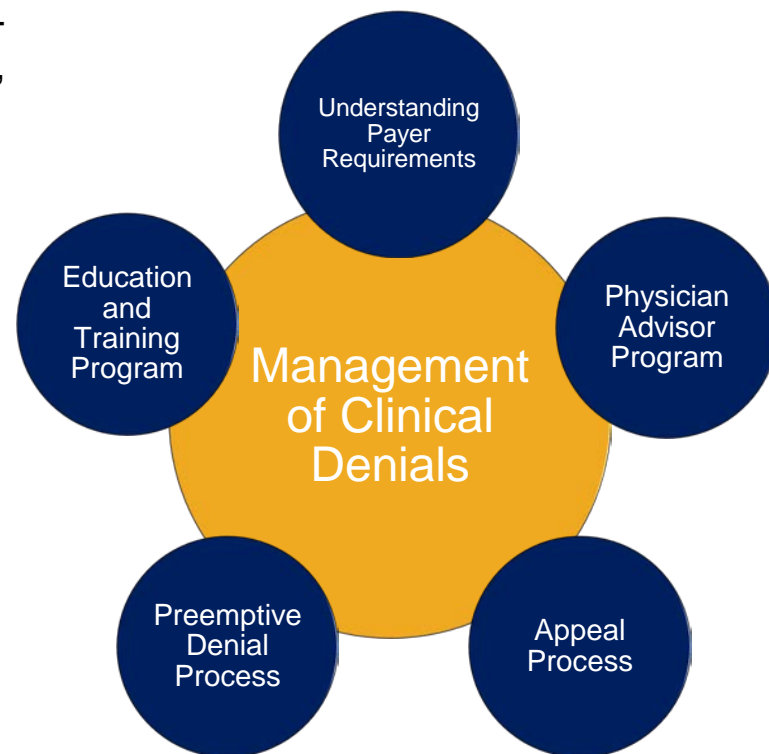 Understanding
Payer
Requirements
Education
and
Training
Program
Physician
Advisor
Program
Management
of Clinical
Denials
Preemptive
Denial
Process
Appeal
Process